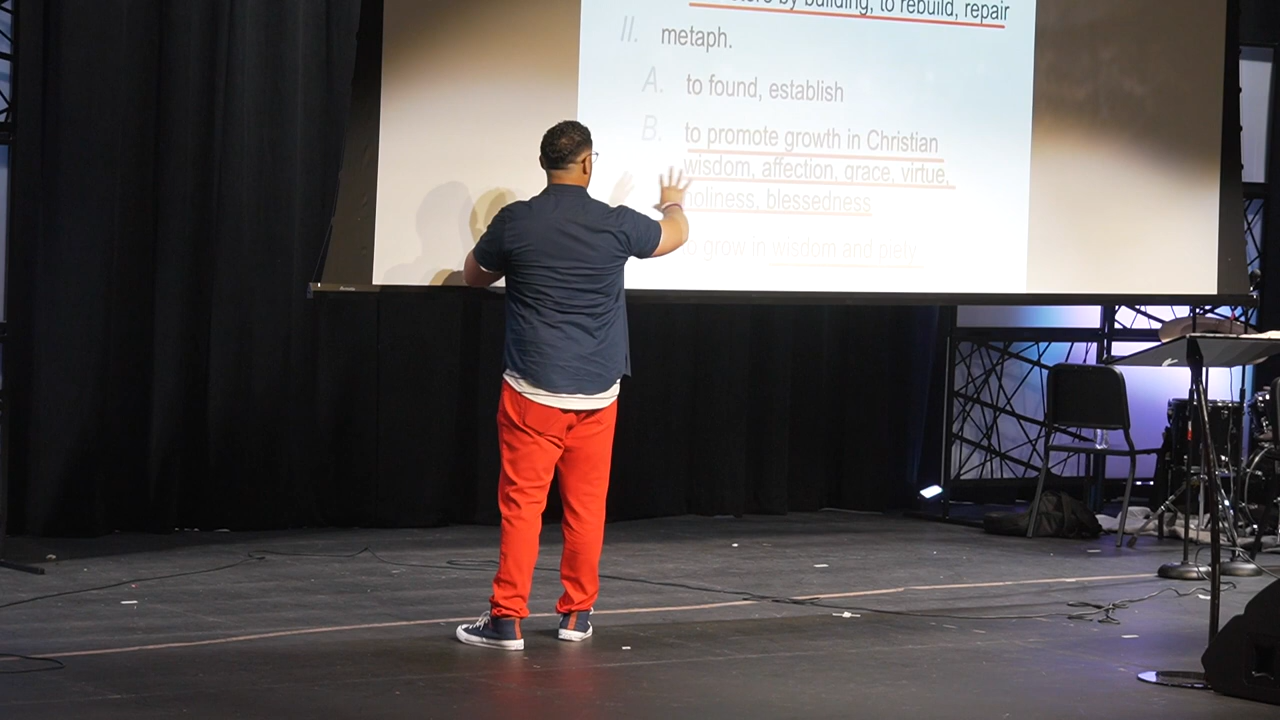 by building, to rebuild, repair
II. metaph.
A. to found, establish
B. to promote growth in Christian
wisdom, affection, grace, virtue,
holiness, blessedness
to grow in wisdom and piety